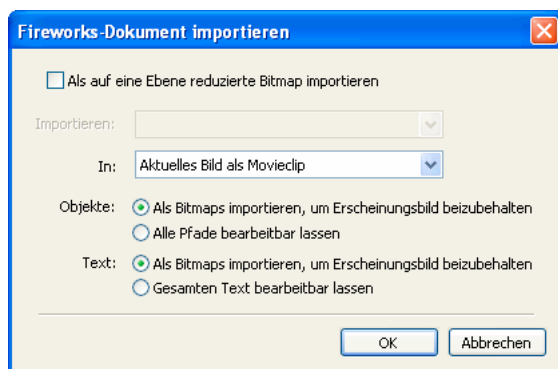 Fireworks-Dokument importieren
Als auf eine Ebene reduzierte Bitmap importieren
Importieren:
In: Aktuelles Bild als Movieclip
Objekte: Als Bitmaps importieren, um Erscheinungsbild beizubehalten
Alle Pfade bearbeitbar lassen
Text: Als Bitmaps importieren, um Erscheinungsbild beizubehalten
Gesamten Text bearbeitbar lassen
OK Abbrechen